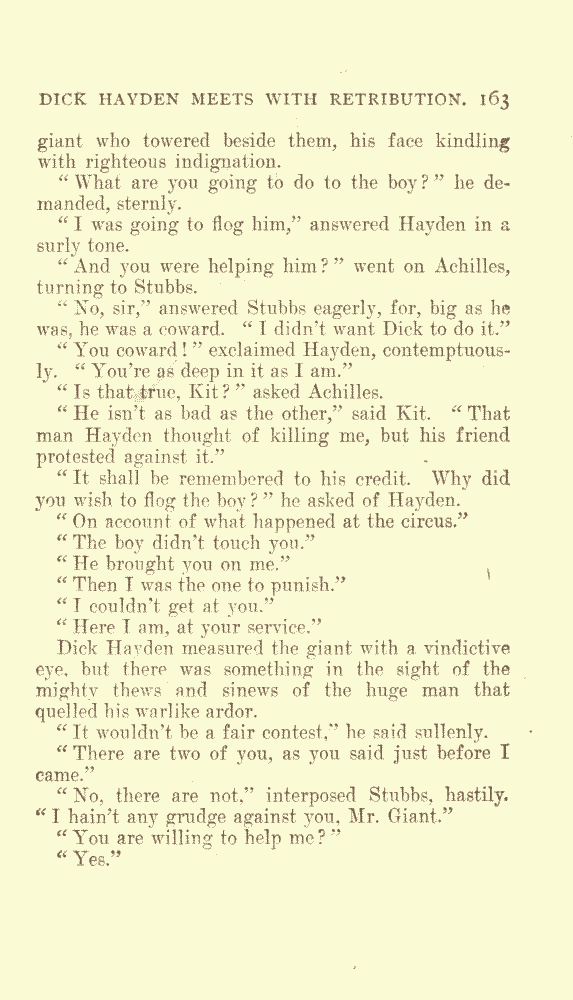 DICK HAYDEN MEETS WITH RETRIBUTION. 163
giant who towered beside them, his face kindling
with righteous indignation.
“What are you going to do to the boy?” he de-
manded, sternly.
“I was going to flog him,” answered Hayden in a
surly tone.
“And you were helping him?” went on Achilles,
turning to Stubbs.
“No, sir,” answered Stubbs eagerly, for, big as he
was, he was a coward. “I didn’t want Dick to do it.”
“You coward!” exclaimed Hayden, contemptuous-
ly. “You’re as deep in it as I am.”
“Is that true, Kit?” asked Achilles.
“He isn’t as bad as the other,” said Kit. “That
man Hayden thought of killing me, but his friend
protested against it.”
“It shall be remembered to his credit. Why did
you wish to flog the boy?” he asked of Hayden.
“On account of what happened at the circus.”
“The boy didn’t touch you.”
“He brought you on me.”
“Then I was the one to punish.”
“I couldn’t get at you.”
“Here I am, at your service.”
Dick Hayden measured the giant with a vindictive
eye, but there was something in the sight of the
mighty thews and sinews of the huge man that
quelled his warlike ardor.
“It wouldn’t be a fair contest,” he said sullenly.
“There are two of you, as you said just before I
came.”
“No, there are not,” interposed Stubbs, hastily.
“I hain’t any grudge against you, Mr. Giant.”
“You are willing to help me?”
“Yes.”